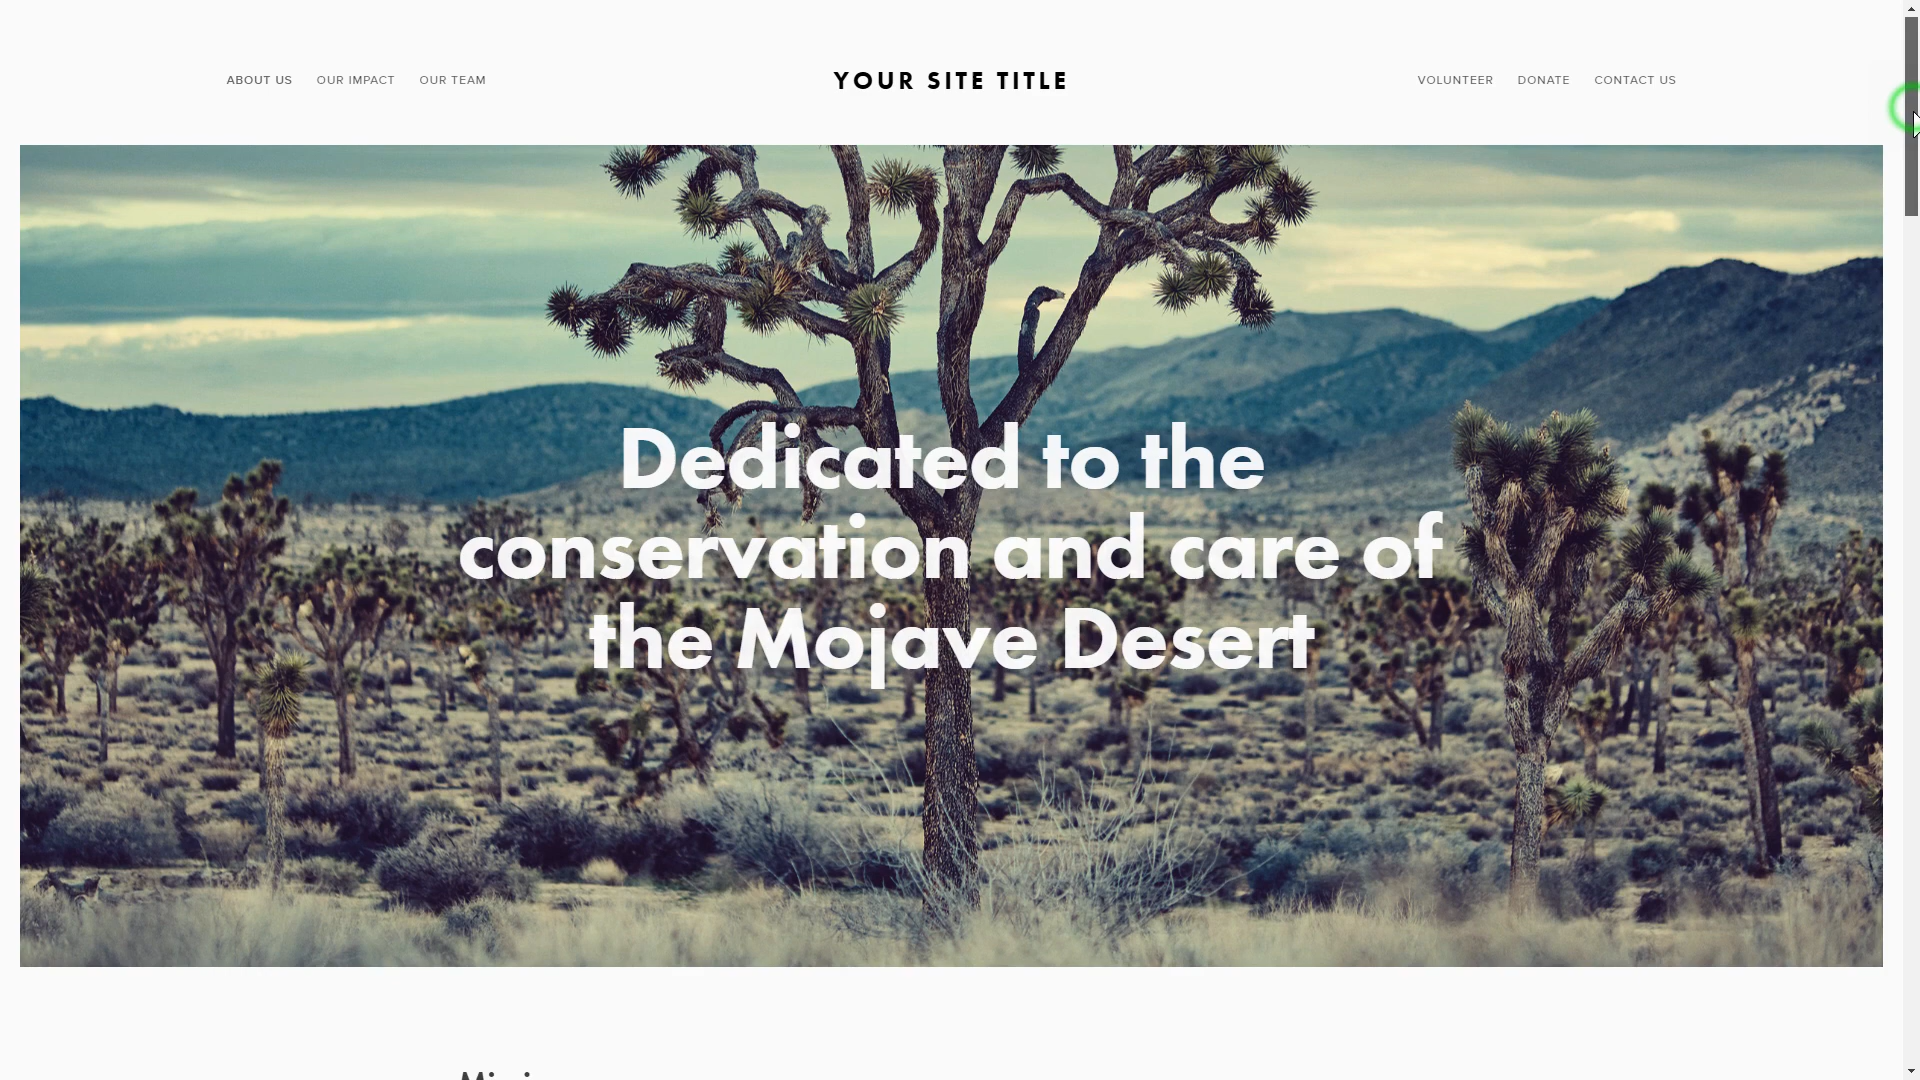 ABOUT US OUR IMPACT OUR TEAM YOUR SITE TITLE VOLUNTEER DONATE CONTACT US
Dedicated to the
conservation and care of
the Mojave Desert